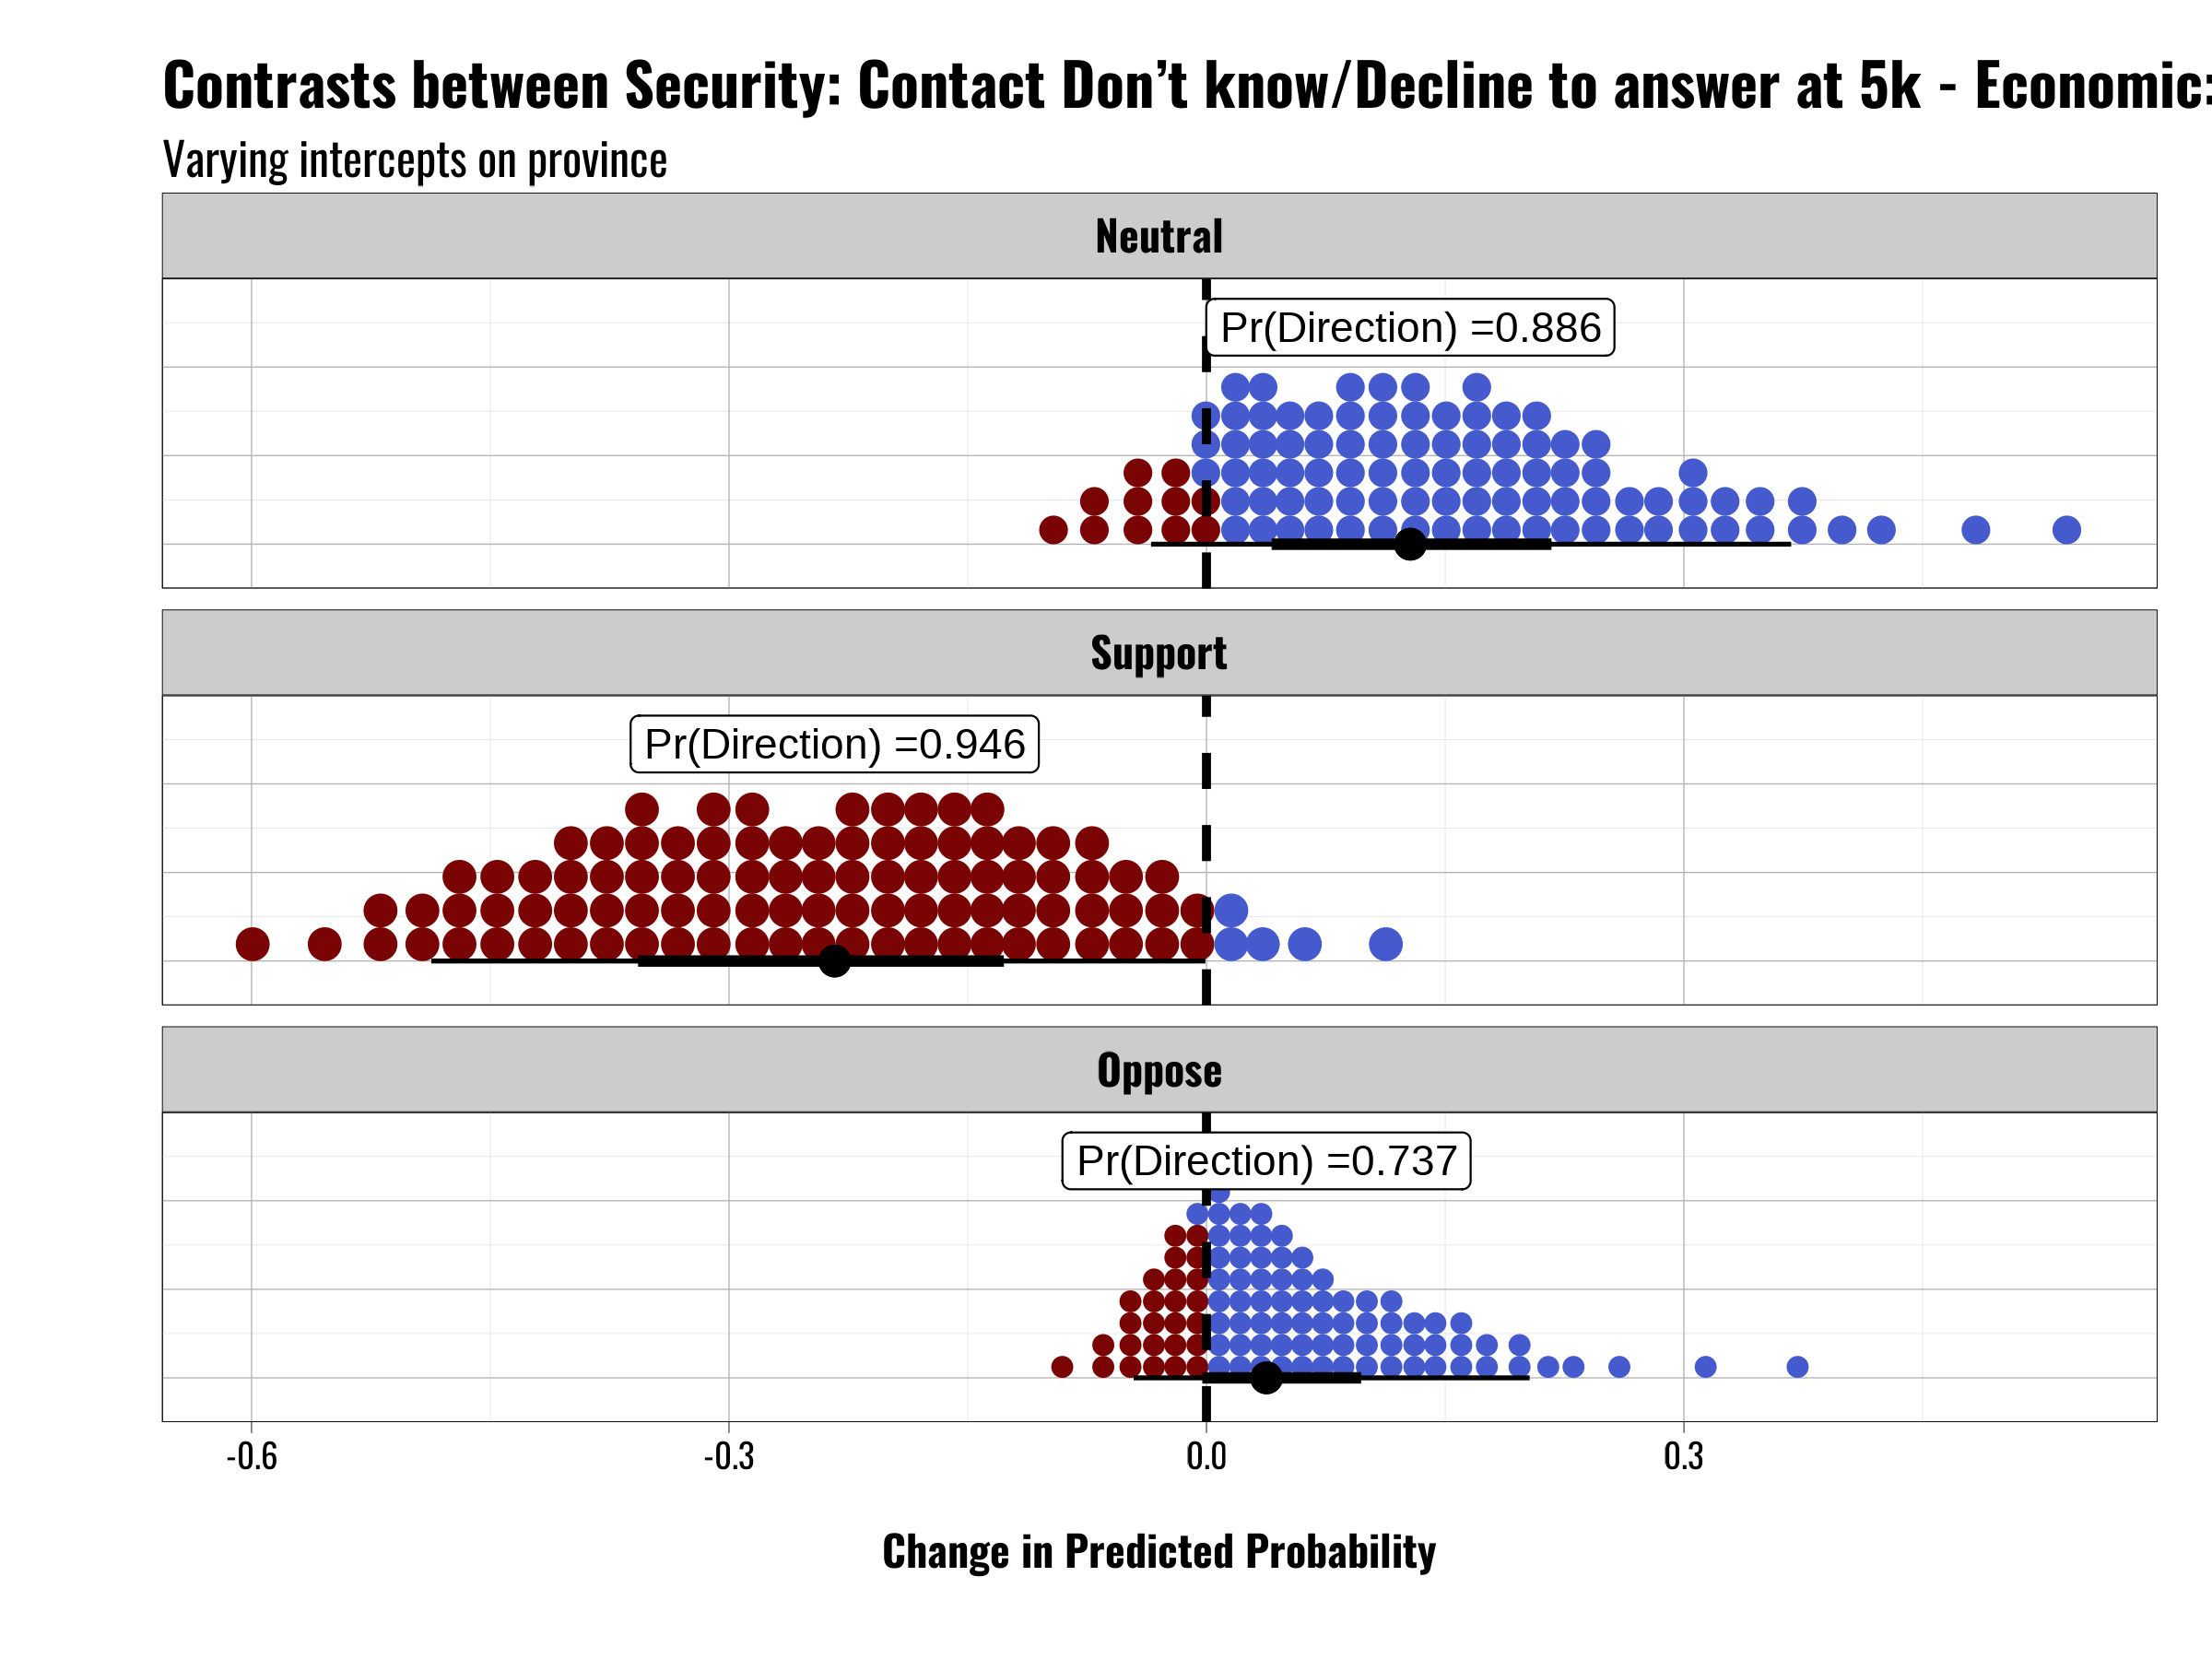 Contrasts between Security: Contact Don’t know/Decline to answer at 5k - Economic:
Varying intercepts on province
Neutral
Pr(Direction) =0.886
Support
Pr(Direction) =0.946
Oppose
Pr(Direction) =0.737
-0.6 -0.3 0.0 0.3
Change in Predicted Probability